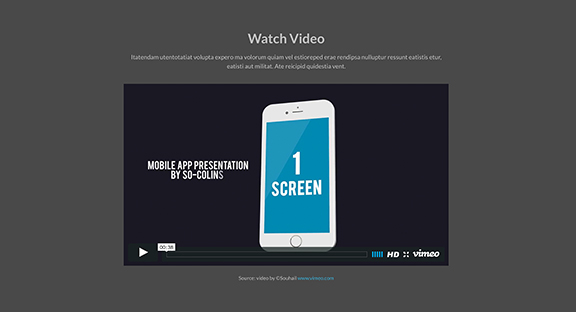 Watch Video
Itatendam utentotatiat volupta expero ma volorum quiam vel estioreped erae rendipsa nulluptur ressunt eatistis etur,
eatisti aut militat. Ate reicipid quidestia vent.
MOBILE APP PRESENTATION
BY SO-COLINS
1
SCREEN
00:38
HD
vimeo
Source: video by ©Souhail www.vimeo.com